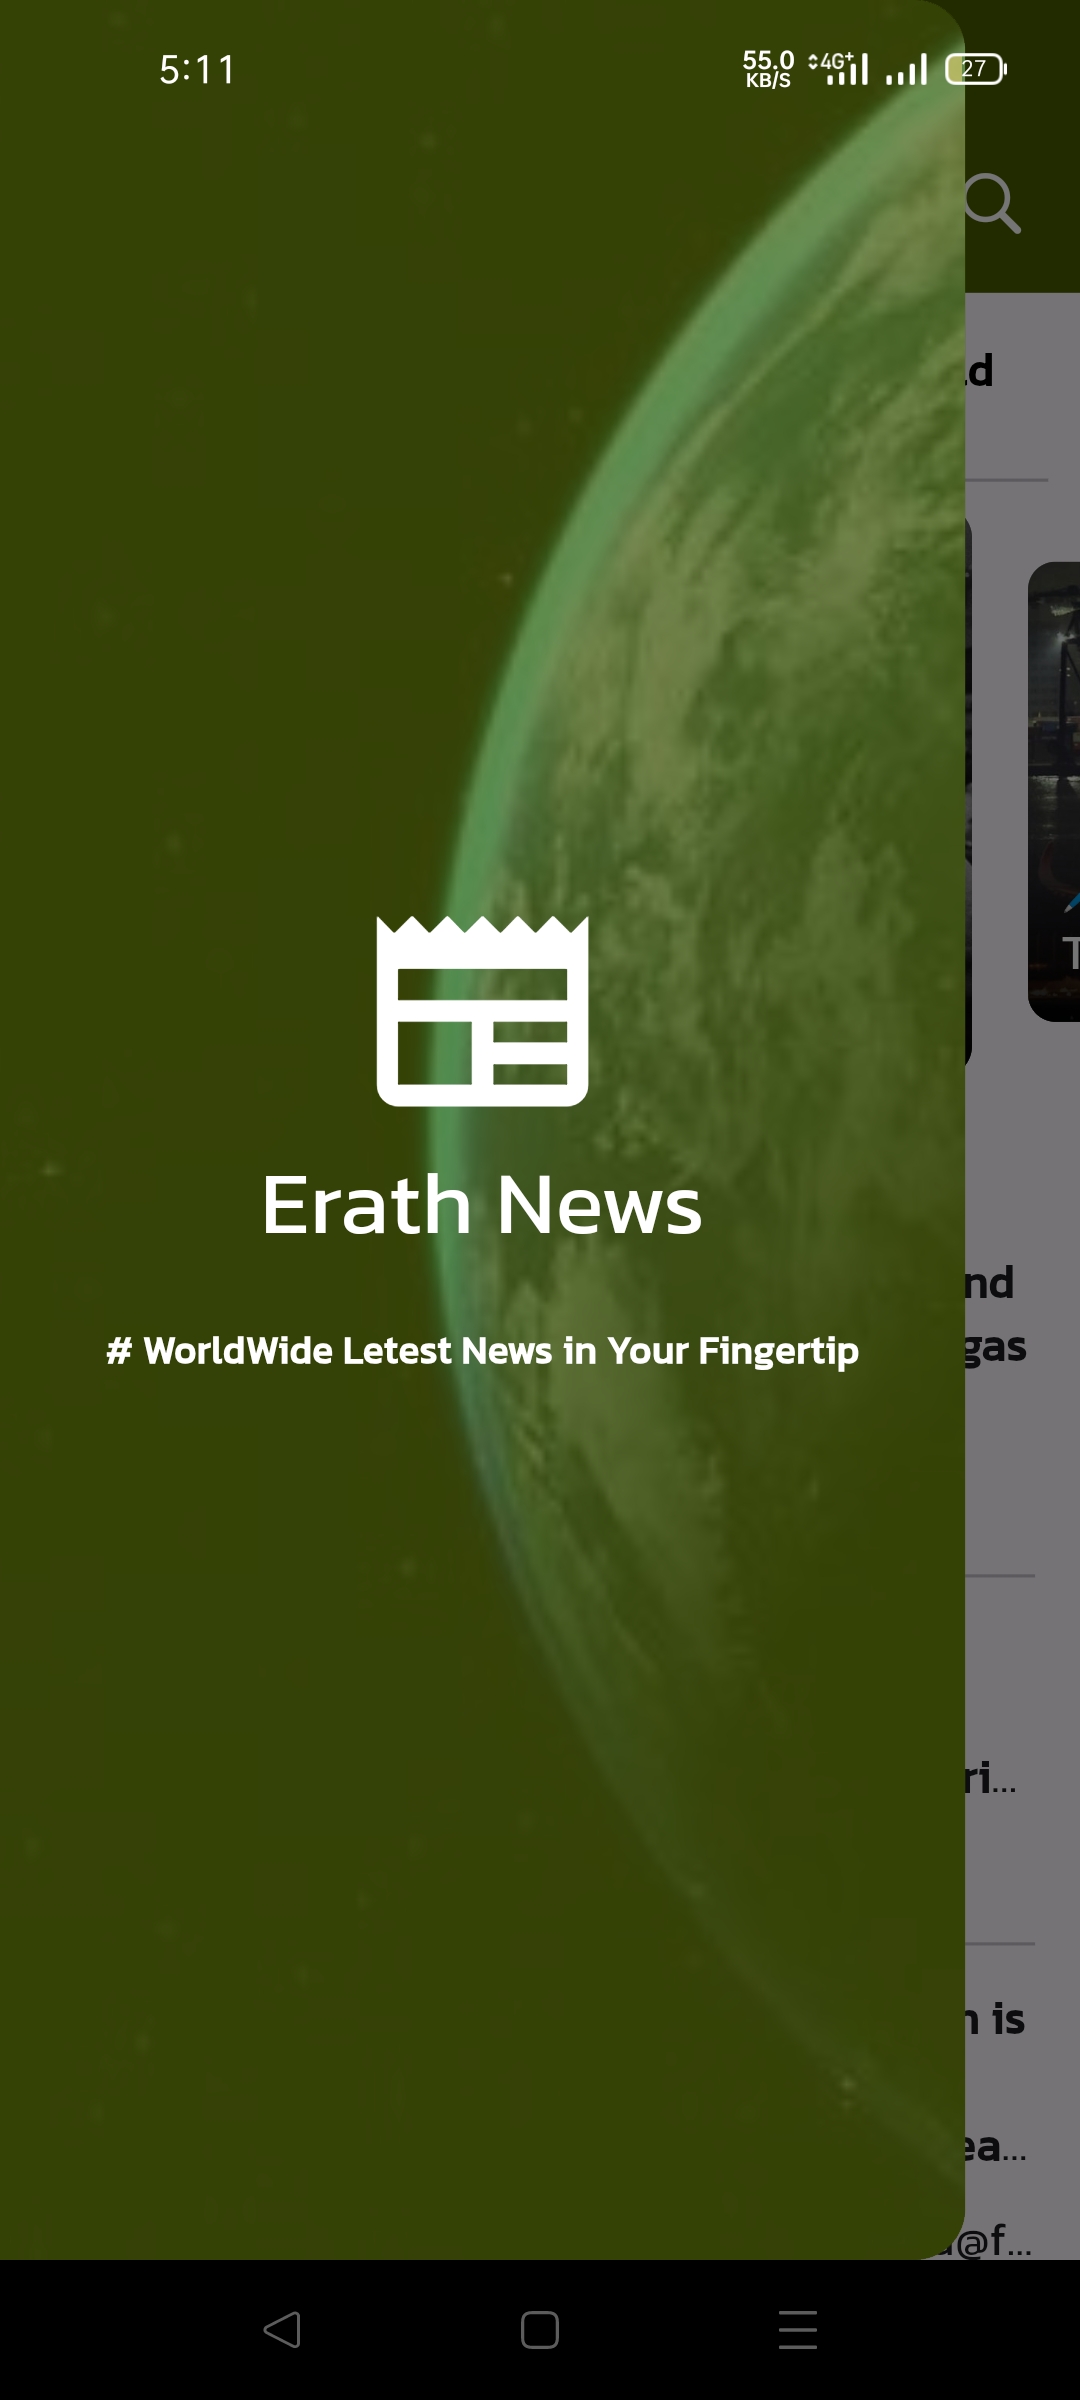 5:11
55.0
KB/S
4G+
27
ld
T
Erath News
nd
# WorldWide Letest News in Your Fingertip
gas
ri...
n is
ea...
@f...